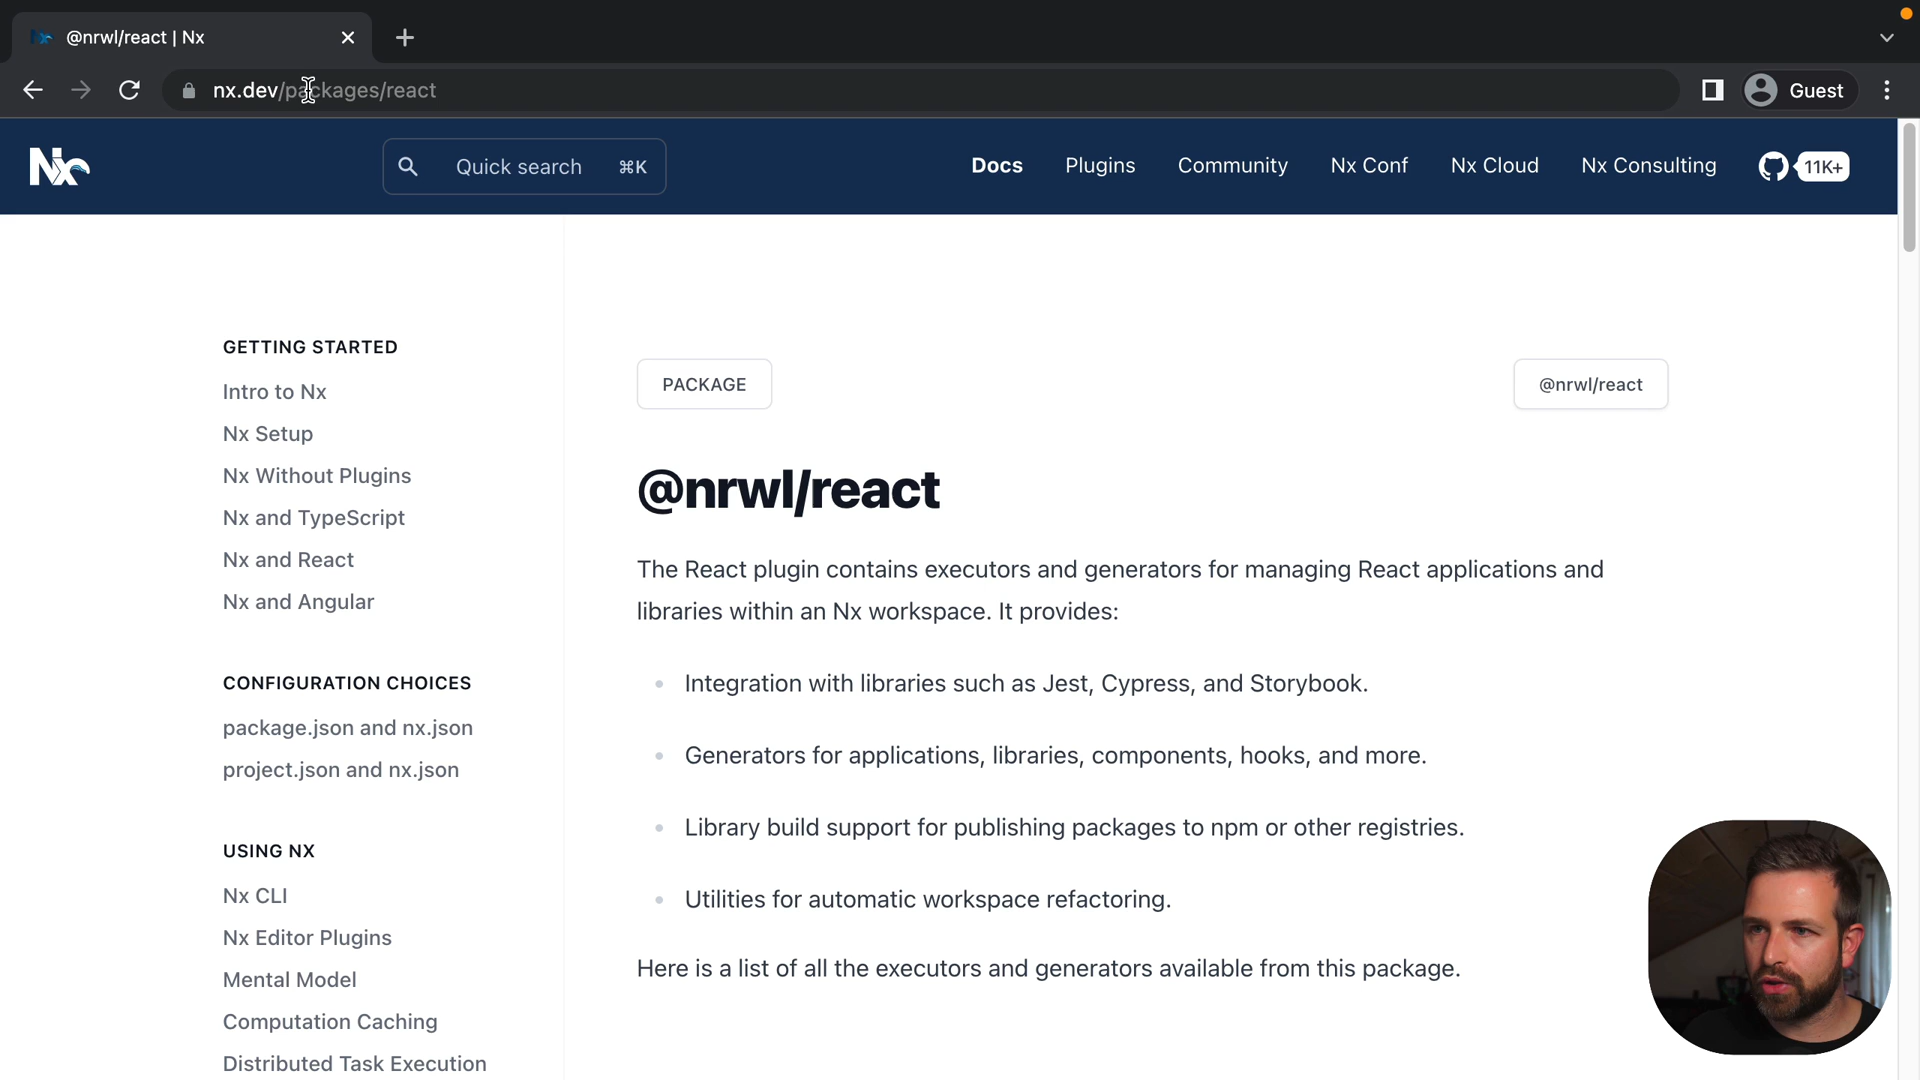 @nrwl/react | Nx
nx.dev/packages/react
Guest
Nx
Quick search ⌘K
Docs
Plugins
Community
Nx Conf
Nx Cloud
Nx Consulting
11K+
GETTING STARTED
Intro to Nx
Nx Setup
Nx Without Plugins
Nx and TypeScript
Nx and React
Nx and Angular
CONFIGURATION CHOICES
package.json and nx.json
project.json and nx.json
USING NX
Nx CLI
Nx Editor Plugins
Mental Model
Computation Caching
Distributed Task Execution
PACKAGE
@nrwl/react
@nrwl/react
The React plugin contains executors and generators for managing React applications and
libraries within an Nx workspace. It provides:
Integration with libraries such as Jest, Cypress, and Storybook.
Generators for applications, libraries, components, hooks, and more.
Library build support for publishing packages to npm or other registries.
Utilities for automatic workspace refactoring.
Here is a list of all the executors and generators available from this package.